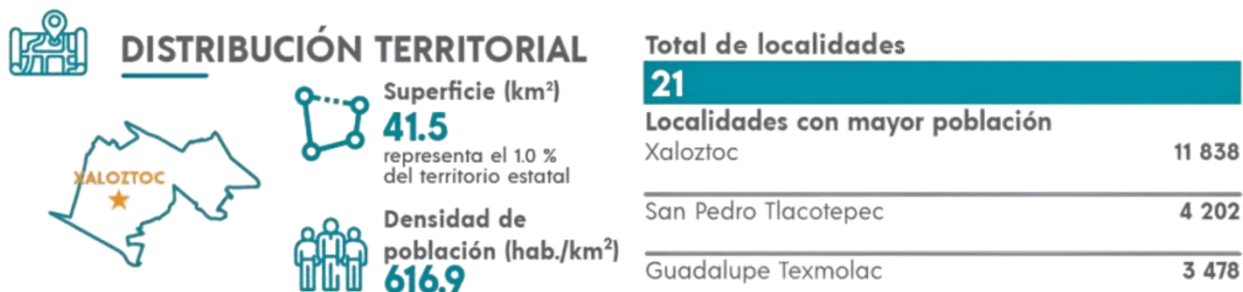 DISTRIBUCIÓN TERRITORIAL
XALOZTOC
Superficie (km²)
41.5
representa el 1.0 %
del territorio estatal
Densidad de
población (hab./km²)
616.9
Total de localidades
21
Localidades con mayor población
Xaloztoc 11 838
San Pedro Tlacotepec 4 202
Guadalupe Texmolac 3 478